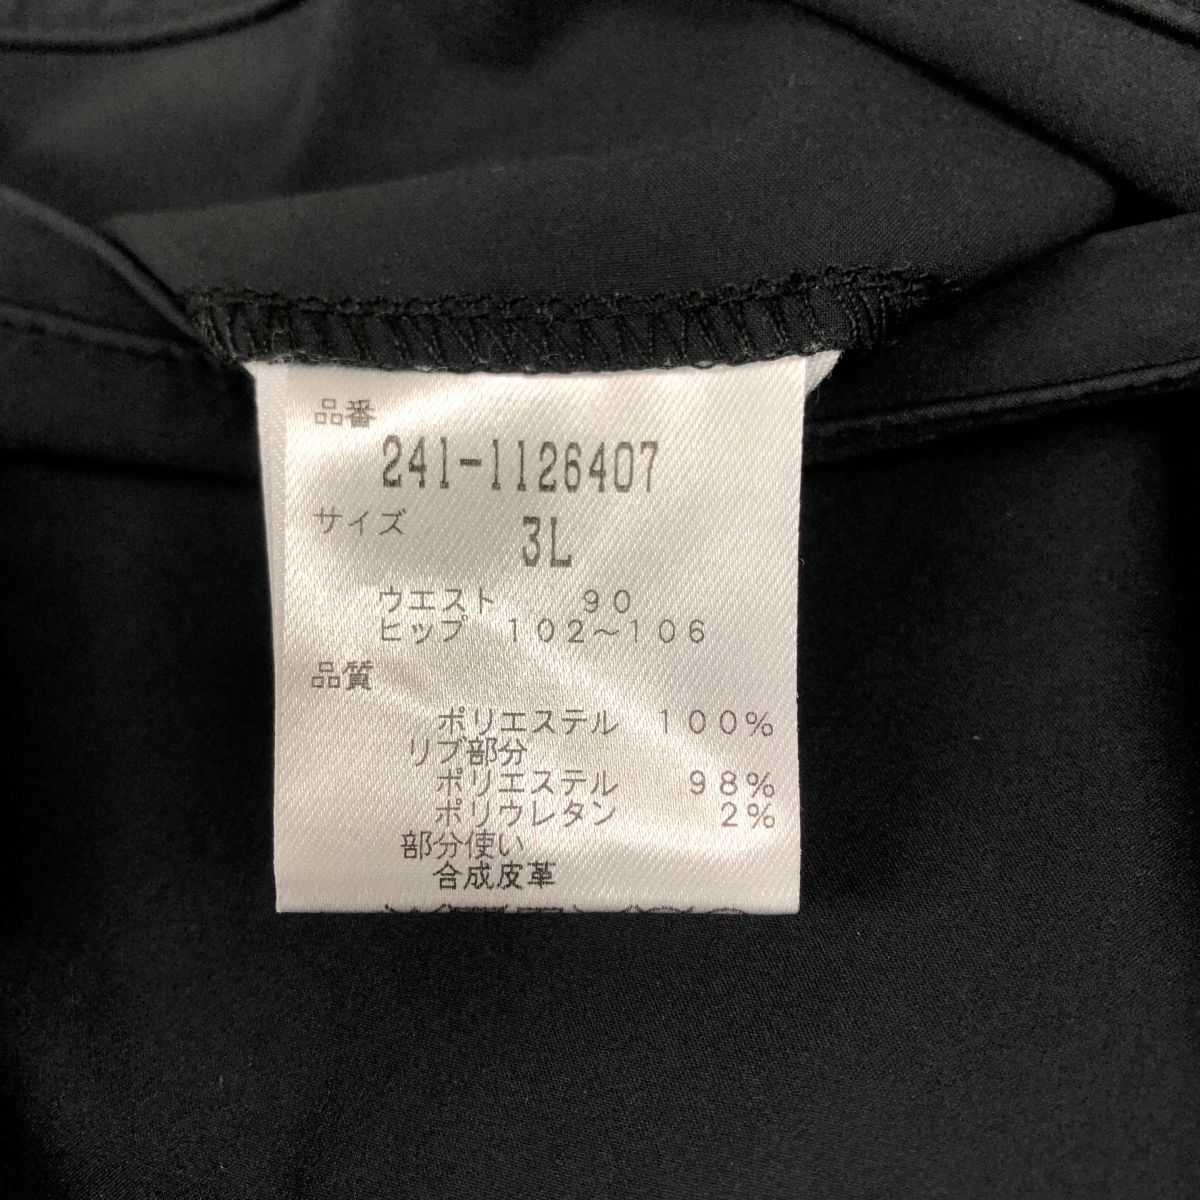 品番
241-1126407
サイズ 3L
ウエスト 90
ヒップ 102～106
品質
ポリエステル 100%
リブ部分
ポリエステル 98%
ポリウレタン 2%
部分使い
合成皮革